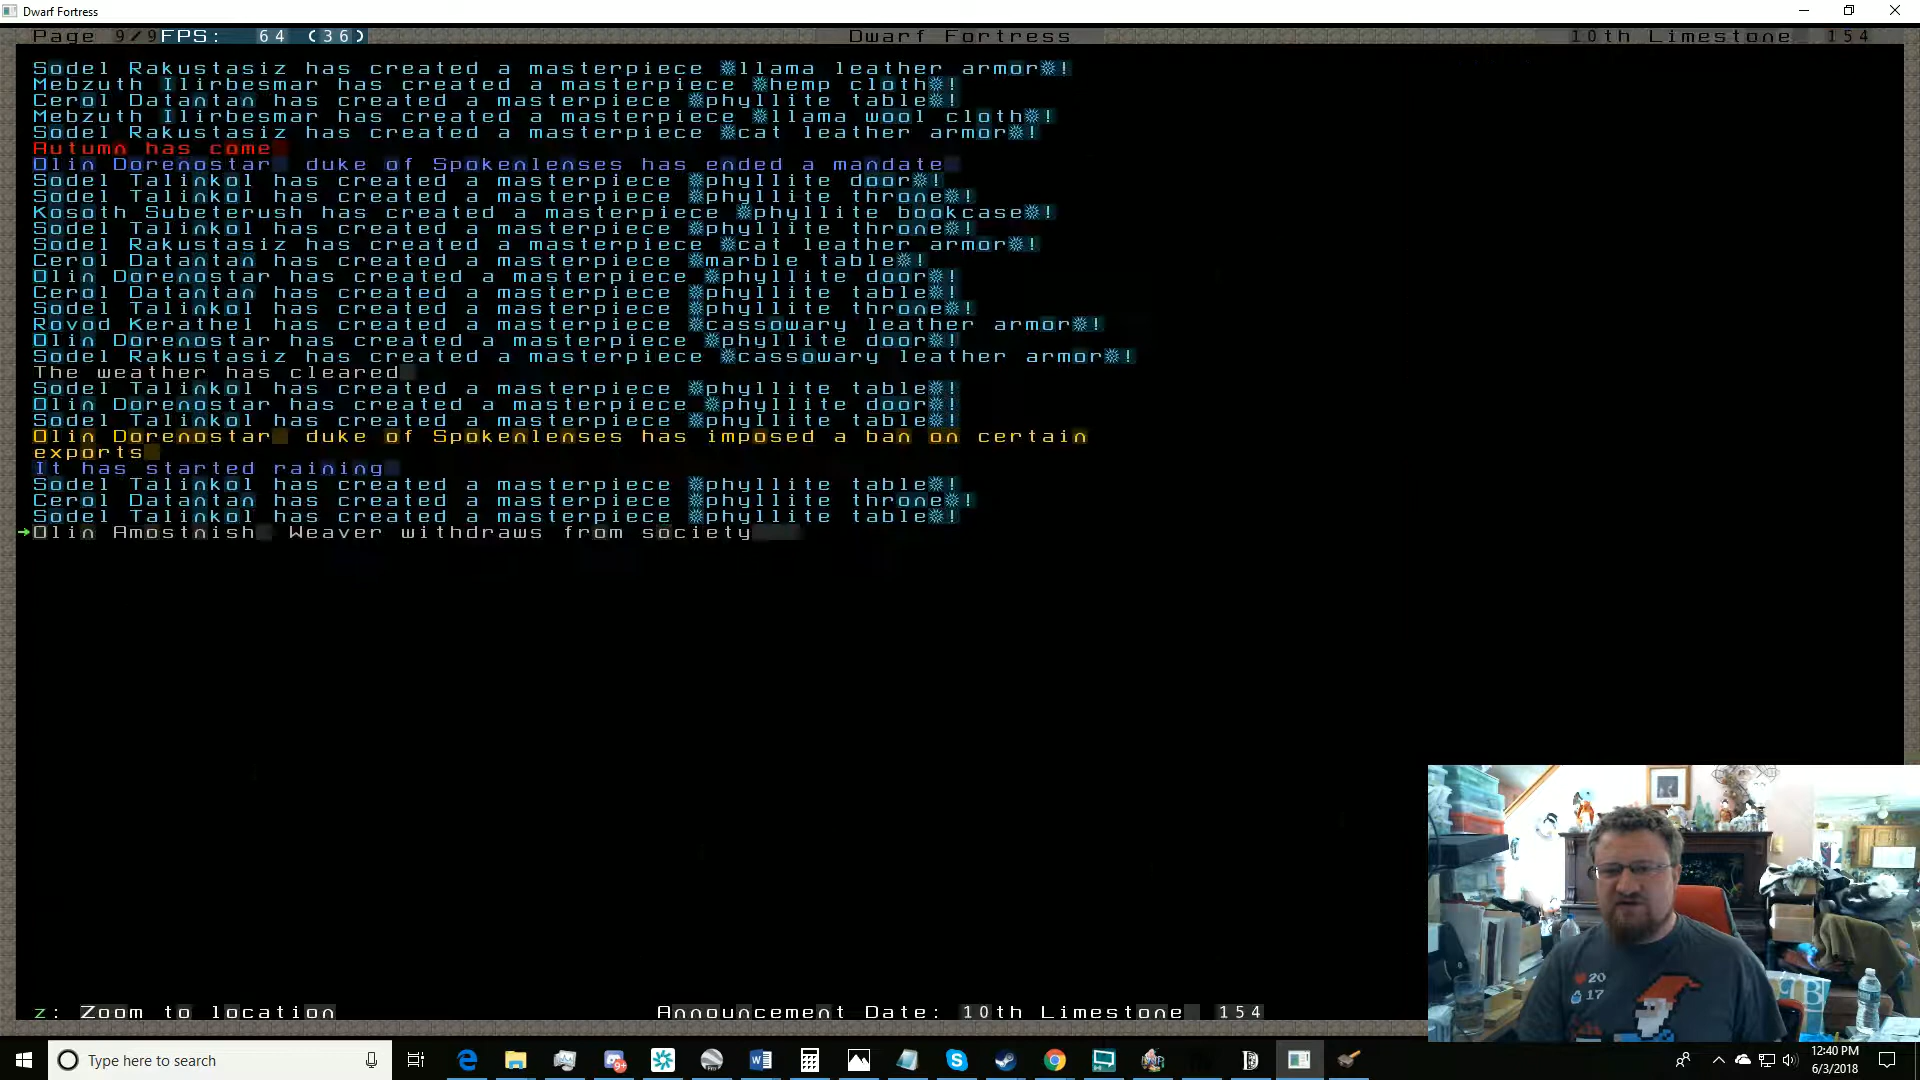 Dwarf Fortress
Page 9/9 FPS: 64 (36) Dwarf Fortress 10th Limestone 154
Sodel Rakustasiz has created a masterpiece ☼llama leather armor☼!
Mebzuth Ilirbesmar has created a masterpiece ☼hemp cloth☼!
Cerol Datantan has created a masterpiece ☼phyllite table☼!
Mebzuth Ilirbesmar has created a masterpiece ☼llama wool cloth☼!
Sodel Rakustasiz has created a masterpiece ☼cat leather armor☼!
Autumn has come
Olin Dorenostar duke of Spokenlenses has ended a mandate
Sodel Talinkol has created a masterpiece ☼phyllite door☼!
Sodel Talinkol has created a masterpiece ☼phyllite throne☼!
Kosoth Subeterush has created a masterpiece ☼phyllite bookcase☼!
Sodel Talinkol has created a masterpiece ☼phyllite throne☼!
Sodel Rakustasiz has created a masterpiece ☼cat leather armor☼!
Cerol Datantan has created a masterpiece ☼marble table☼!
Olin Dorenostar has created a masterpiece ☼phyllite door☼!
Cerol Datantan has created a masterpiece ☼phyllite table☼!
Sodel Talinkol has created a masterpiece ☼phyllite throne☼!
Rovod Kerathel has created a masterpiece ☼cassowary leather armor☼!
Olin Dorenostar has created a masterpiece ☼phyllite door☼!
Sodel Rakustasiz has created a masterpiece ☼cassowary leather armor☼!
The weather has cleared
Sodel Talinkol has created a masterpiece ☼phyllite table☼!
Olin Dorenostar has created a masterpiece ☼phyllite door☼!
Sodel Talinkol has created a masterpiece ☼phyllite table☼!
Olin Dorenostar duke of Spokenlenses has imposed a ban on certain
exports
It has started raining
Sodel Talinkol has created a masterpiece ☼phyllite table☼!
Cerol Datantan has created a masterpiece ☼phyllite throne☼!
Sodel Talinkol has created a masterpiece ☼phyllite table☼!
Olin Amostnish Weaver withdraws from society
20
17
z: Zoom to location Announcement Date: 10th Limestone 154
Type here to search
9+
12:40 PM
6/3/2018